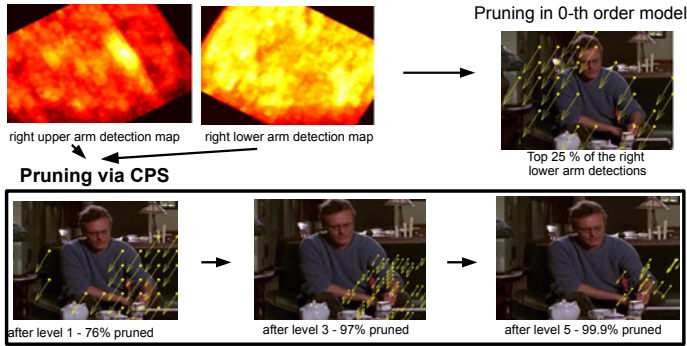 Pruning in 0-th order model
right upper arm detection map
right lower arm detection map
Top 25 % of the right
lower arm detections
Pruning via CPS
after level 1 - 76% pruned
after level 3 - 97% pruned
after level 5 - 99.9% pruned